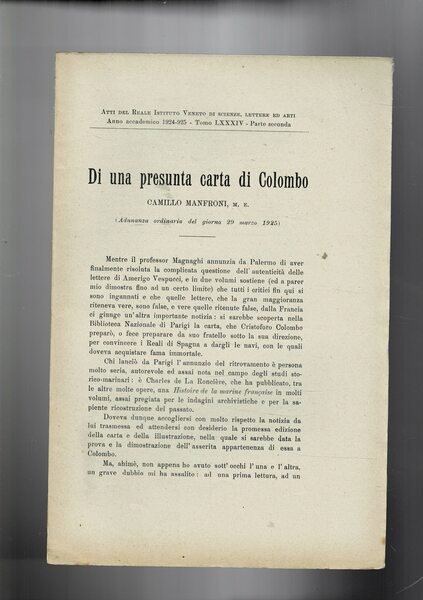 ATTI DEL REALE ISTITUTO VENETO DI SCIENZE, LETTERE ED ARTI
Anno accademico 1924-925 - Tomo LXXXIV - Parte seconda
Di una presunta carta di Colombo
CAMILLO MANFRONI, M. E.
(Adunanza ordinaria del giorno 29 marzo 1925)
Mentre il professor Magnaghi annunzia da Palermo di aver
finalmente risoluta la complicata questione dell'autenticità delle
lettere di Amerigo Vespucci, e in due volumi sostiene (ed a parer
mio dimostra fino ad un certo limite) che tutti i critici fin qui si
sono ingannati e che quelle lettere, che la gran maggioranza
riteneva vere, sono false, e vere quelle ritenute false, dalla Francia
ci giunge un'altra importante notizia: si sarebbe scoperta nella
Biblioteca Nazionale di Parigi la carta, che Cristoforo Colombo
preparò, o fece preparare da suo fratello sotto la sua direzione,
per convincere i Reali di Spagna a dargli le navi, con le quali
doveva acquistare fama immortale.
Chi lanciò da Parigi l'annunzio del ritrovamento è persona
molto seria, autorevole ed assai nota nel campo degli studi sto-
rico-marinari: è Charles de La Roncière, che ha pubblicato, tra
le altre molte opere, una Histoire de la marine française in molti
volumi, assai pregiata per le indagini archivistiche e per la sa-
piente ricostruzione del passato.
Doveva dunque accogliersi con molto rispetto la notizia da
lui trasmessa ed attendersi con desiderio la promessa edizione
della carta e della illustrazione, nella quale si sarebbe data la
prova e la dimostrazione dell'asserita appartenenza di essa a
Colombo.
Ma, ahimè, non appena ho avuto sott'occhi l'una e l'altra,
un grave dubbio mi ha assalito: ad una prima lettura, ad un